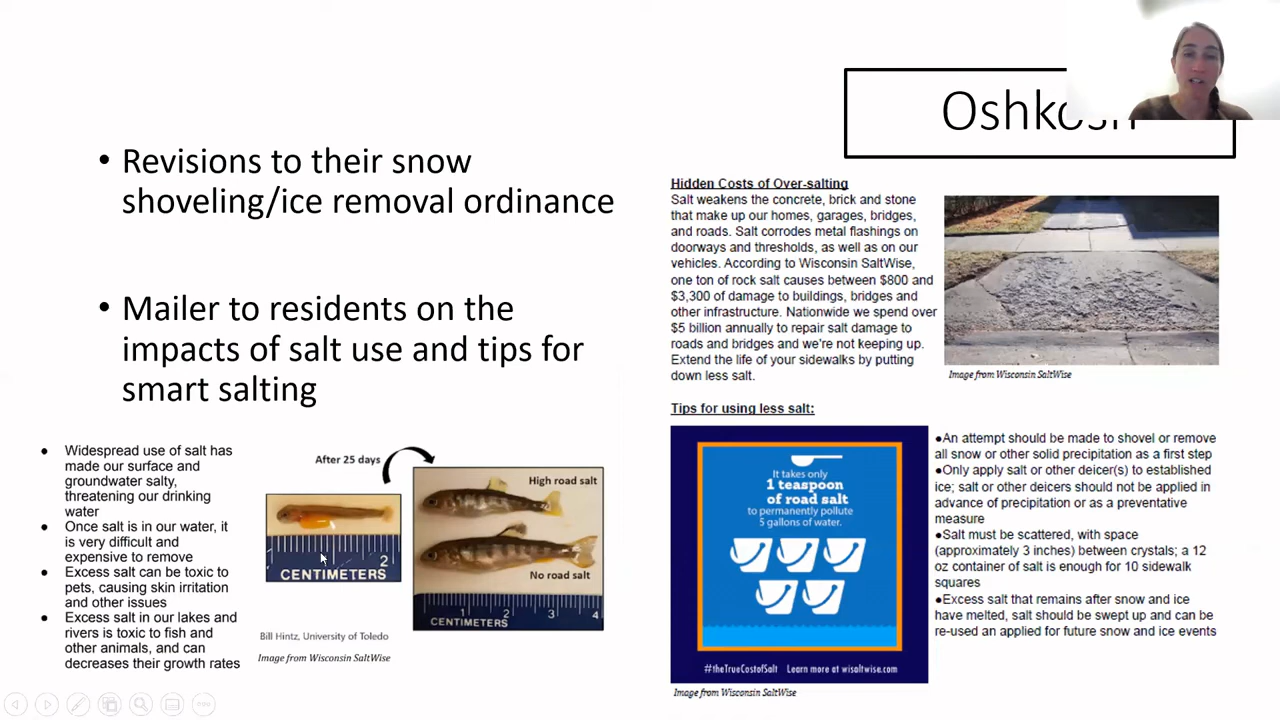 Oshkosh
• Revisions to their snow
shoveling/ice removal ordinance
• Mailer to residents on the
impacts of salt use and tips for
smart salting
● Widespread use of salt has
made our surface and
groundwater salty,
threatening our drinking
water
● Once salt is in our water, it
is very difficult and
expensive to remove
● Excess salt can be toxic to
pets, causing skin irritation
and other issues
● Excess salt in our lakes and
rivers is toxic to fish and
other animals, and can
decreases their growth rates
After 25 days
2
CENTIMETERS
High road salt
No road salt
1 2 3 4
CENTIMETERS
Bill Hintz, University of Toledo
Image from Wisconsin SaltWise
Hidden Costs of Over-salting
Salt weakens the concrete, brick and stone
that make up our homes, garages, bridges,
and roads. Salt corrodes metal flashings on
doorways and thresholds, as well as on our
vehicles. According to Wisconsin SaltWise,
one ton of rock salt causes between $800 and
$3,300 of damage to buildings, bridges and
other infrastructure. Nationwide we spend over
$5 billion annually to repair salt damage to
roads and bridges and we're not keeping up.
Extend the life of your sidewalks by putting
down less salt.
Image from Wisconsin SaltWise
Tips for using less salt:
It takes only
1 teaspoon
of road salt
to permanently pollute
5 gallons of water.
#theTrueCostofSalt Learn more at wisaltwise.com
Image from Wisconsin SaltWise
●An attempt should be made to shovel or remove
all snow or other solid precipitation as a first step
●Only apply salt or other deicer(s) to established
ice; salt or other deicers should not be applied in
advance of precipitation or as a preventative
measure
●Salt must be scattered, with space
(approximately 3 inches) between crystals; a 12
oz container of salt is enough for 10 sidewalk
squares
●Excess salt that remains after snow and ice
have melted, salt should be swept up and can be
re-used an applied for future snow and ice events